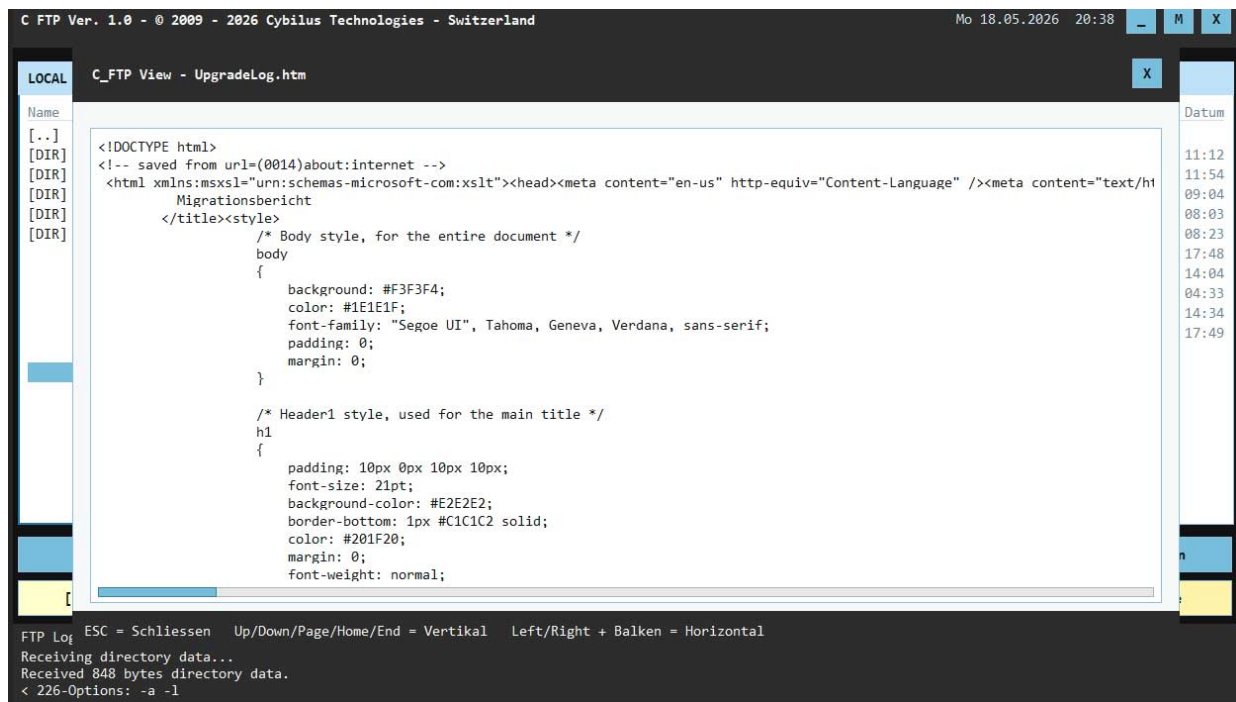 C FTP Ver. 1.0 - © 2009 - 2026 Cybilus Technologies - Switzerland Mo 18.05.2026 20:38 _ M X
LOCAL
C_FTP View - UpgradeLog.htm X
Name Datum
[..]
[DIR] 11:12
[DIR] 11:54
[DIR] 09:04
[DIR] 08:03
[DIR] 08:23
17:48
14:04
04:33
14:34
17:49
<!DOCTYPE html>
<!-- saved from url=(0014)about:internet -->
<html xmlns:msxsl="urn:schemas-microsoft-com:xslt"><head><meta content="en-us" http-equiv="Content-Language" /><meta content="text/ht
Migrationsbericht
</title><style>
/* Body style, for the entire document */
body
{
background: #F3F3F4;
color: #1E1E1F;
font-family: "Segoe UI", Tahoma, Geneva, Verdana, sans-serif;
padding: 0;
margin: 0;
}
/* Header1 style, used for the main title */
h1
{
padding: 10px 0px 10px 10px;
font-size: 21pt;
background-color: #E2E2E2;
border-bottom: 1px #C1C1C2 solid;
color: #201F20;
margin: 0;
font-weight: normal;
n
[
ESC = Schliessen Up/Down/Page/Home/End = Vertikal Left/Right + Balken = Horizontal
FTP Log
Receiving directory data...
Received 848 bytes directory data.
< 226-Options: -a -l